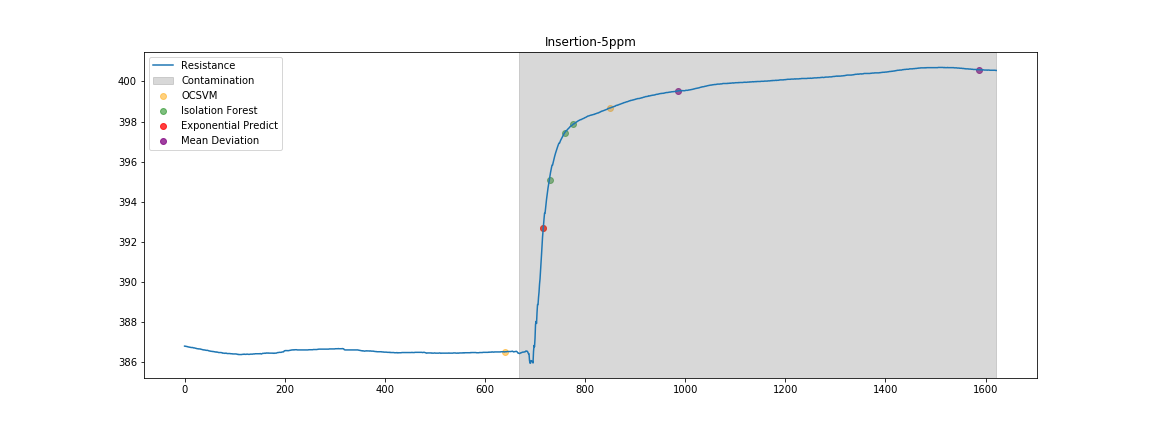 Insertion-5ppm
Resistance
Contamination
OCSVM
Isolation Forest
Exponential Predict
Mean Deviation
400
398
396
394
392
390
388
386
0 200 400 600 800 1000 1200 1400 1600